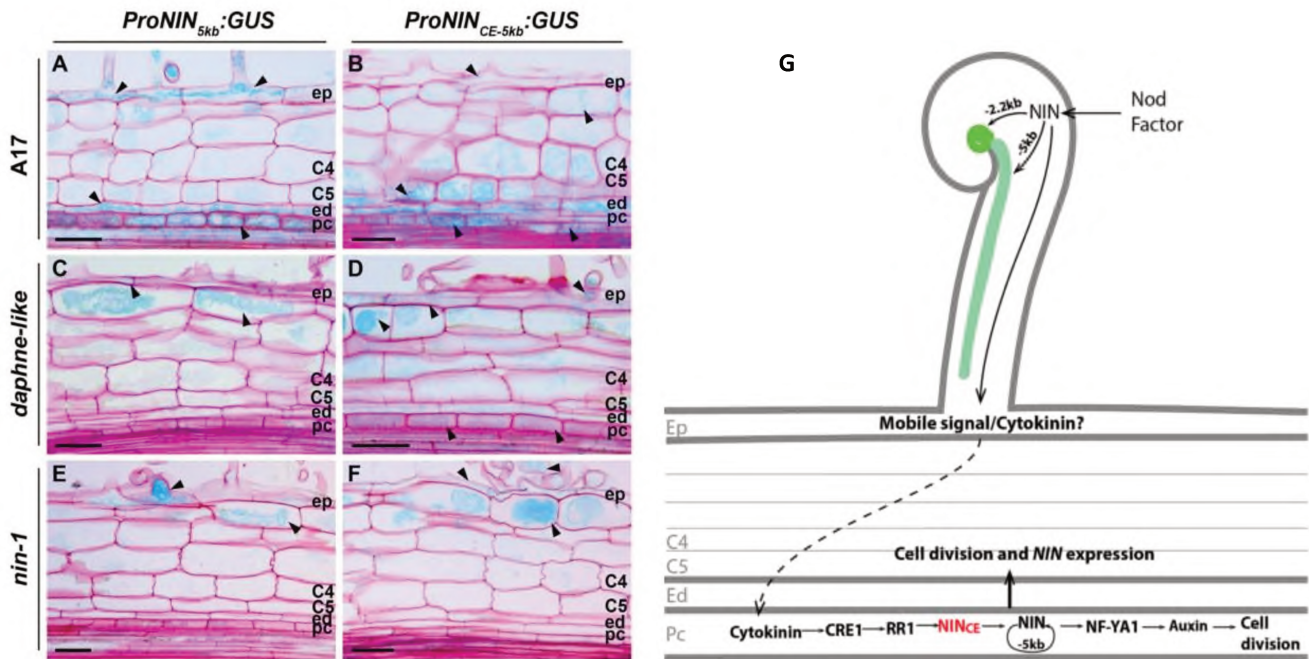 ProNIN5kb:GUS
ProNINCE-5kb:GUS
A17
A
ep
C4
C5
ed
pc
B
ep
C4
C5
ed
pc
daphne-like
C
ep
C4
C5
ed
pc
D
ep
C4
C5
ed
pc
nin-1
E
ep
C4
C5
ed
pc
F
ep
C4
C5
ed
pc
G
-2.2kb
NIN
Nod
Factor
-5kb
Ep
Mobile signal/Cytokinin?
C4
C5
Cell division and NIN expression
Ed
Pc
Cytokinin
CRE1
RR1
NINCE
NIN
-5kb
NF-YA1
Auxin
Cell
division